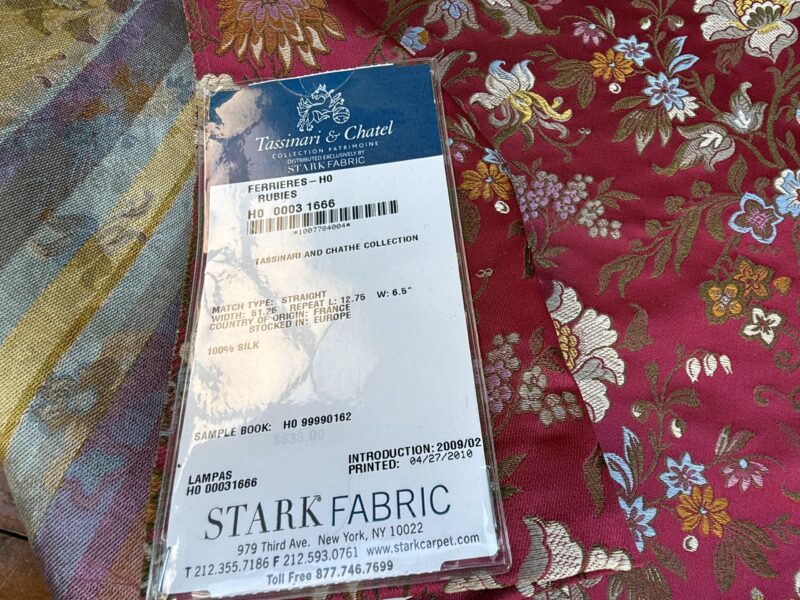 Tassinari & Chatel
COLLECTION PATRIMOINE
DISTRIBUTED EXCLUSIVELY BY
STARK FABRIC
FERRIERES-H0
RUBIES
H0 0003 1666
*1007784004*
TASSINARI AND CHATHE COLLECTION
MATCH TYPE: STRAIGHT
WIDTH: 51.25 REPEAT L: 12.75 W: 6.5"
COUNTRY OF ORIGIN: FRANCE
STOCKED IN: EUROPE
100% SILK
SAMPLE BOOK: H0 99990162
$633.00
INTRODUCTION: 2009/02
PRINTED: 04/27/2010
LAMPAS
H0 00031666
STARK FABRIC
979 Third Ave. New York, NY 10022
T 212.355.7186 F 212.593.0761 www.starkcarpet.com
Toll Free 877.746.7699